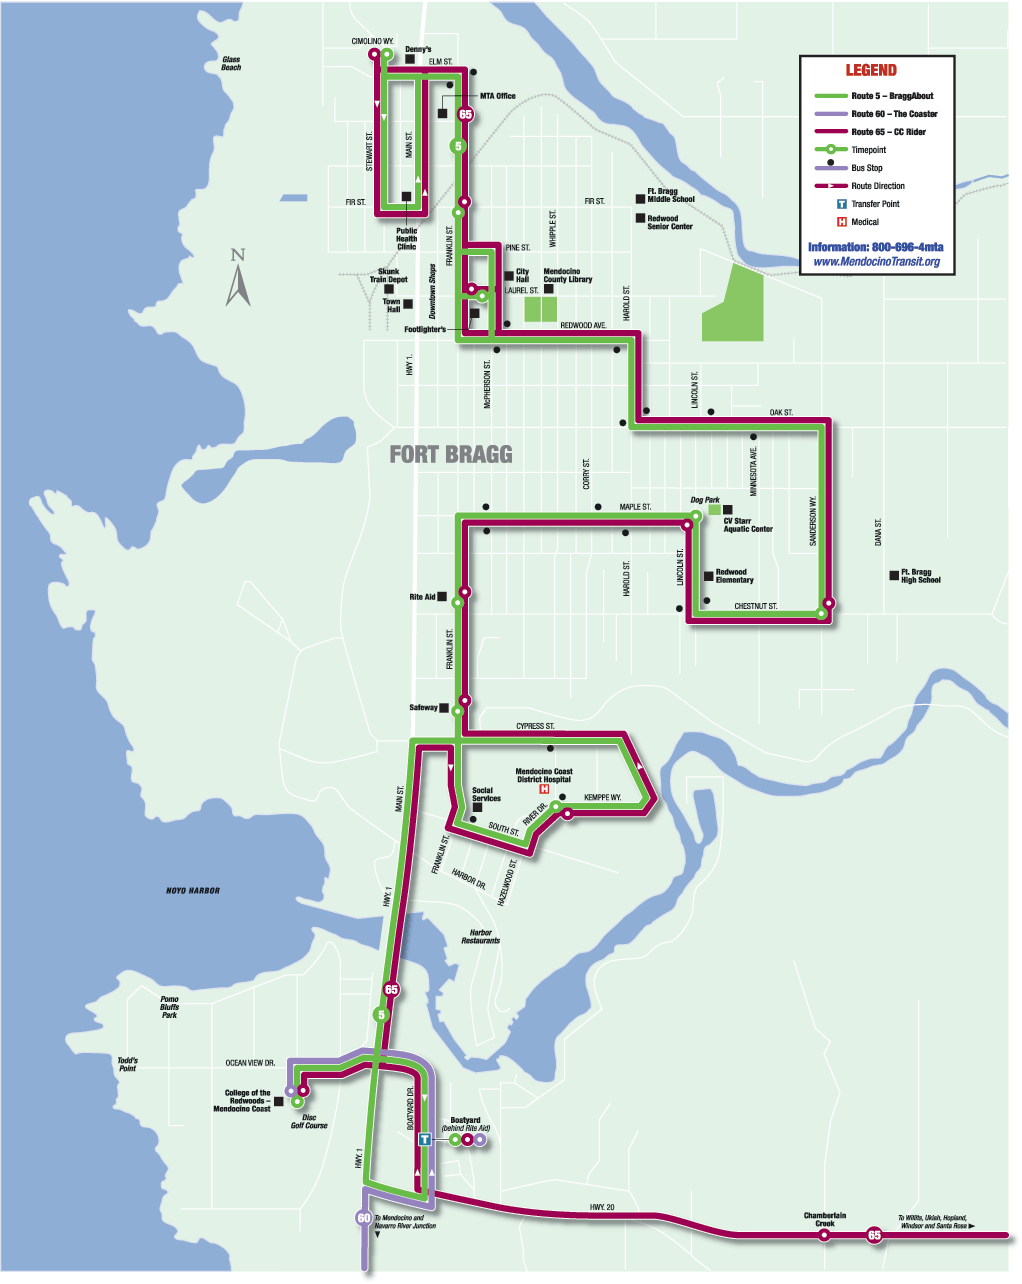 CIMOLINO WY.
Denny's
ELM ST.
Glass
Beach
MTA Office
65
5
STEWART ST.
MAIN ST.
FIR ST.
FIR ST.
Public
Health
Clinic
FRANKLIN ST.
WHIPPLE ST.
Ft. Bragg
Middle School
Redwood
Senior Center
PINE ST.
N
Skunk
Train Depot
Town
Hall
Downtown Shops
City
Hall
Mendocino
County Library
LAUREL ST.
HAROLD ST.
Footlighter's
REDWOOD AVE.
HWY 1.
McPHERSON ST.
LINCOLN ST.
OAK ST.
LEGEND
Route 5 – BraggAbout
Route 60 – The Coaster
Route 65 – CC Rider
Timepoint
Bus Stop
Route Direction
T
Transfer Point
H
Medical
Information: 800-696-4mta
www.MendocinoTransit.org
FORT BRAGG
CORRY ST.
MINNESOTA AVE.
MAPLE ST.
Dog Park
CV Starr
Aquatic Center
SANDERSON WY.
DANA ST.
HAROLD ST.
LINCOLN ST.
Redwood
Elementary
Ft. Bragg
High School
Rite Aid
CHESTNUT ST.
FRANKLIN ST.
Safeway
CYPRESS ST.
Mendocino Coast
District Hospital
H
Social
Services
KEMPPE WY.
RIVER DR.
SOUTH ST.
MAIN ST.
FRANKLIN ST.
HARBOR DR.
HAZELWOOD ST.
NOYO HARBOR
HWY. 1
Harbor
Restaurants
65
5
Pomo
Bluffs
Park
Todd's
Point
OCEAN VIEW DR.
College of the
Redwoods –
Mendocino Coast
Disc
Golf Course
BOATYARD DR.
Boatyard
(behind Rite Aid)
T
HWY. 1
60
To Mendocino and
Navarro River Junction
HWY. 20
Chamberlain
Creek
65
To Willits, Ukiah, Hopland,
Windsor and Santa Rosa